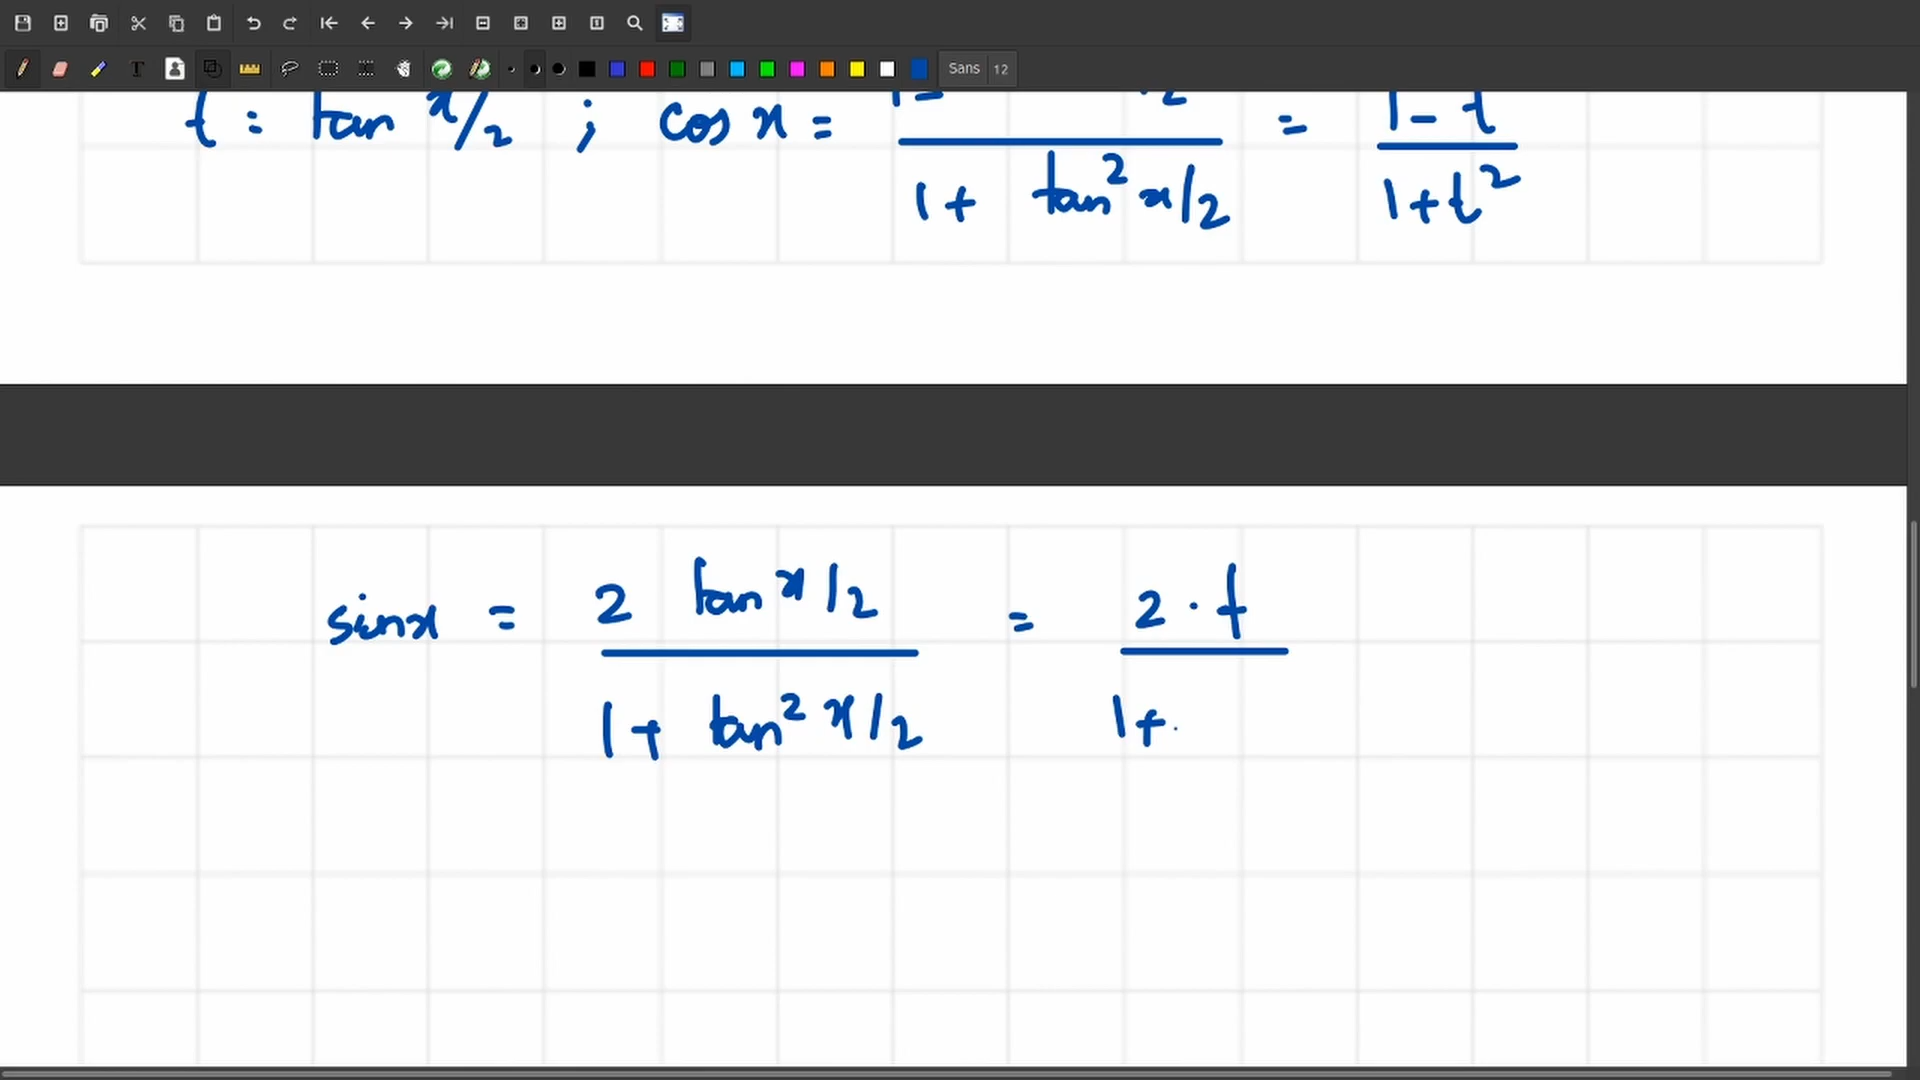 Sans 12
t = tan x/2 ; cos x = 1 - 2 / 1 + tan² x/2 = 1 - t / 1 + t²
sin x = 2 tan x/2 / 1 + tan² x/2 = 2 · t / 1 + .